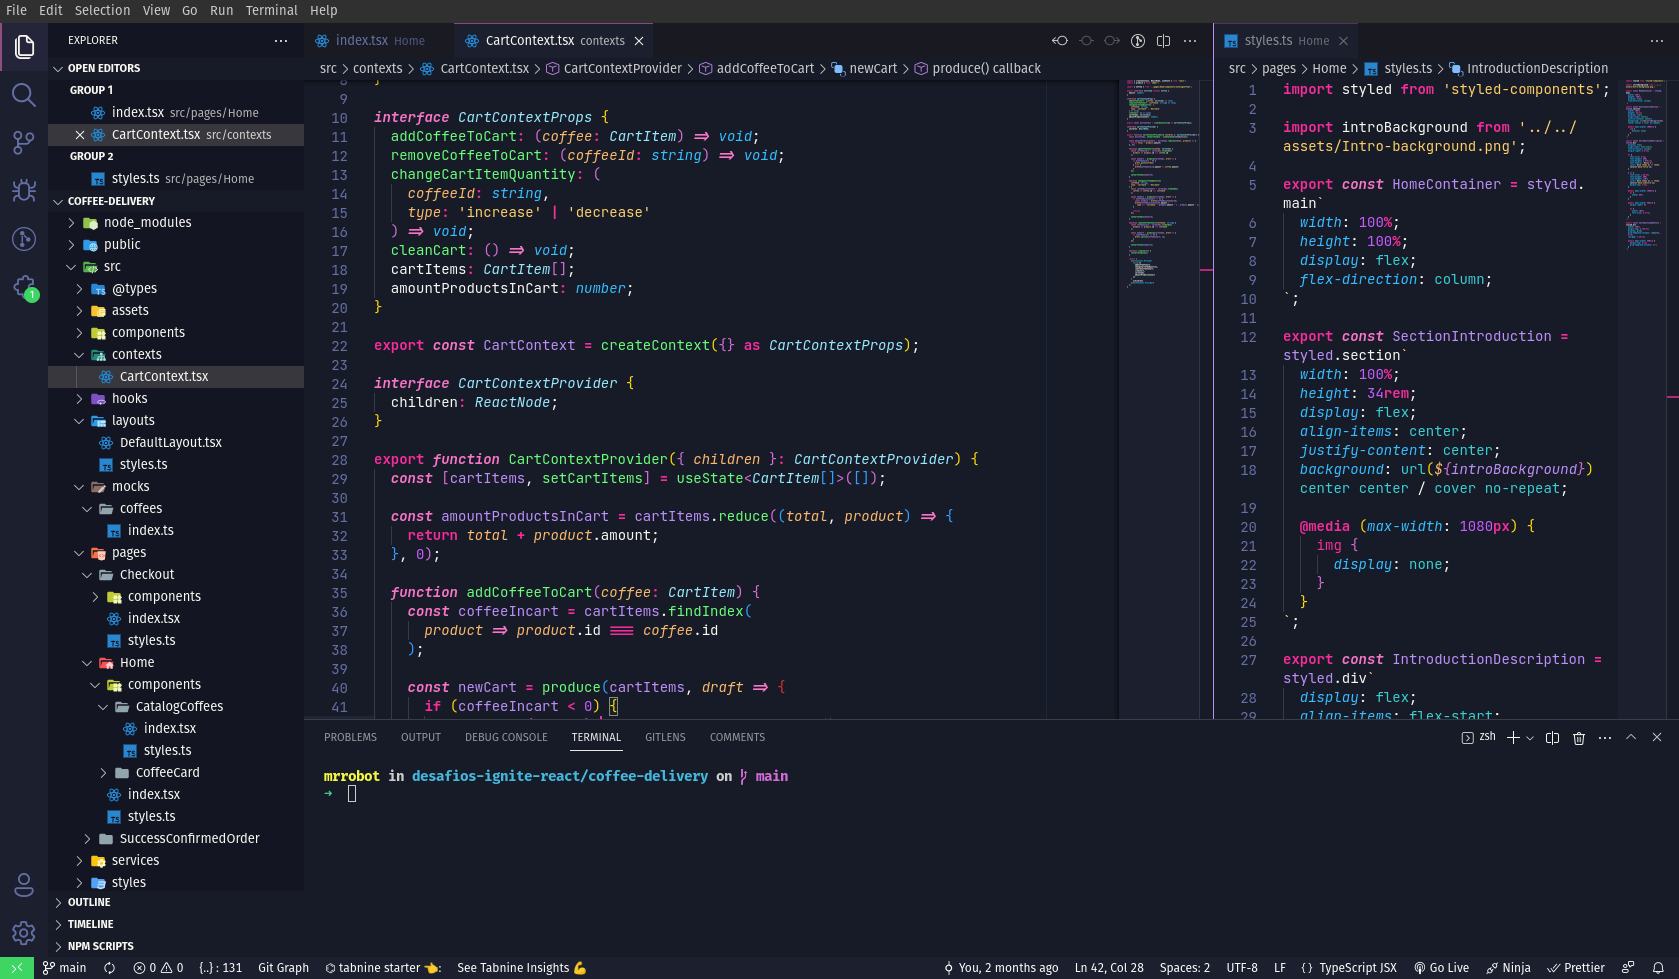 File Edit Selection View Go Run Terminal Help
EXPLORER
OPEN EDITORS
GROUP 1
index.tsx src/pages/Home
CartContext.tsx src/contexts
GROUP 2
styles.ts src/pages/Home
COFFEE-DELIVERY
node_modules
public
src
@types
assets
components
contexts
CartContext.tsx
hooks
layouts
DefaultLayout.tsx
styles.ts
mocks
coffees
index.ts
pages
Checkout
components
index.tsx
styles.ts
Home
components
CatalogCoffees
index.tsx
styles.ts
CoffeeCard
index.tsx
styles.ts
SuccessConfirmedOrder
services
styles
OUTLINE
TIMELINE
NPM SCRIPTS
1
index.tsx Home
CartContext.tsx contexts
src > contexts > CartContext.tsx > CartContextProvider > addCoffeeToCart > newCart > produce() callback
8 }
9
10 interface CartContextProps {
11 addCoffeeToCart: (coffee: CartItem) => void;
12 removeCoffeeToCart: (coffeeId: string) => void;
13 changeCartItemQuantity: (
14 coffeeId: string,
15 type: 'increase' | 'decrease'
16 ) => void;
17 cleanCart: () => void;
18 cartItems: CartItem[];
19 amountProductsInCart: number;
20 }
21
22 export const CartContext = createContext({} as CartContextProps);
23
24 interface CartContextProvider {
25 children: ReactNode;
26 }
27
28 export function CartContextProvider({ children }: CartContextProvider) {
29 const [cartItems, setCartItems] = useState<CartItem[]>([]);
30
31 const amountProductsInCart = cartItems.reduce((total, product) => {
32 return total + product.amount;
33 }, 0);
34
35 function addCoffeeToCart(coffee: CartItem) {
36 const coffeeIncart = cartItems.findIndex(
37 product => product.id === coffee.id
38 );
39
40 const newCart = produce(cartItems, draft => {
41 if (coffeeIncart < 0) {
styles.ts Home
src > pages > Home > styles.ts > IntroductionDescription
1 import styled from 'styled-components';
2
3 import introBackground from '../../
assets/Intro-background.png';
4
5 export const HomeContainer = styled.
main`
6 width: 100%;
7 height: 100%;
8 display: flex;
9 flex-direction: column;
10 `;
11
12 export const SectionIntroduction =
styled.section`
13 width: 100%;
14 height: 34rem;
15 display: flex;
16 align-items: center;
17 justify-content: center;
18 background: url(${introBackground})
center center / cover no-repeat;
19
20 @media (max-width: 1080px) {
21 img {
22 display: none;
23 }
24 }
25 `;
26
27 export const IntroductionDescription =
styled.div`
28 display: flex;
29 align-items: flex-start;
PROBLEMS OUTPUT DEBUG CONSOLE TERMINAL GITLENS COMMENTS
zsh
mrrobot in desafios-ignite-react/coffee-delivery on main
→
main 0 0 {..} : 131 Git Graph tabnine starter 👈: See Tabnine Insights 💪 You, 2 months ago Ln 42, Col 28 Spaces: 2 UTF-8 LF {} TypeScript JSX Go Live Ninja Prettier